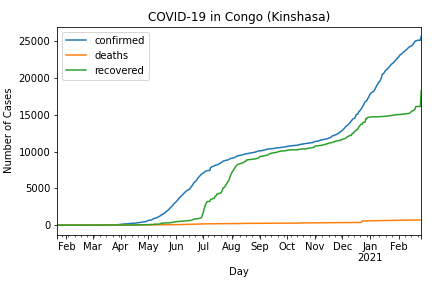 COVID-19 in Congo (Kinshasa)
confirmed
deaths
recovered
Number of Cases
25000
20000
15000
10000
5000
0
Feb Mar Apr May Jun Jul Aug Sep Oct Nov Dec Jan Feb
2021
Day